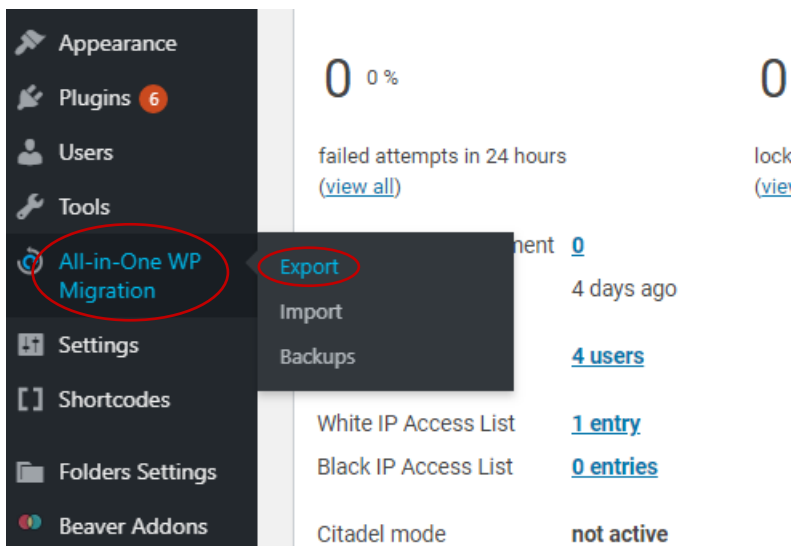 Appearance
Plugins 6
Users
Tools
All-in-One WP
Migration
Settings
Shortcodes
Folders Settings
Beaver Addons
Export
Import
Backups
0 0 %
failed attempts in 24 hours
(view all)
0
4 days ago
4 users
White IP Access List 1 entry
Black IP Access List 0 entries
Citadel mode not active
0